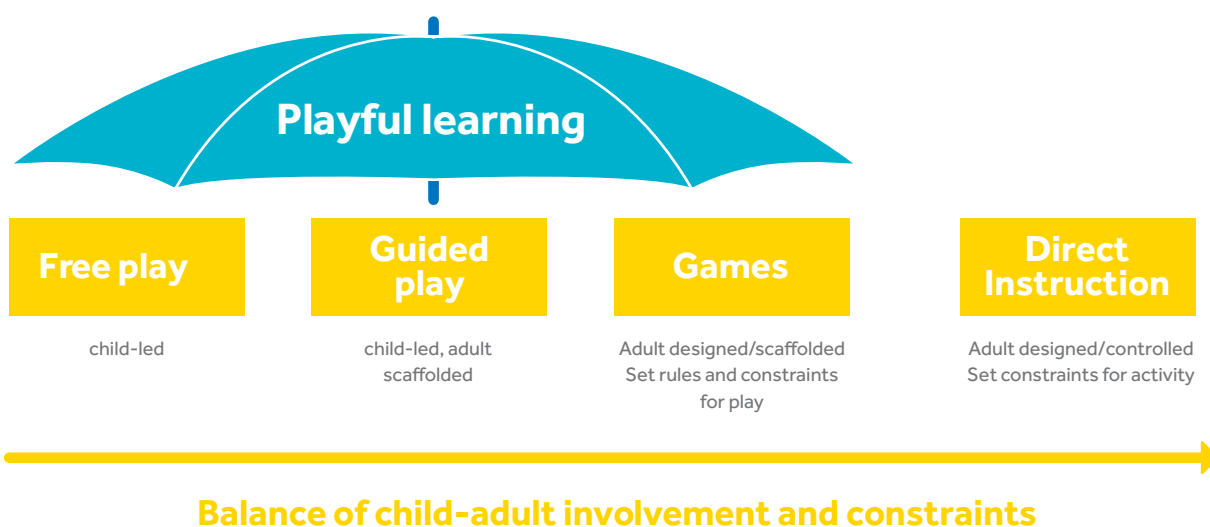 Playful learning
Free play
child-led
Guided
play
child-led, adult
scaffolded
Games
Adult designed/scaffolded
Set rules and constraints
for play
Direct
Instruction
Adult designed/controlled
Set constraints for activity
Balance of child-adult involvement and constraints